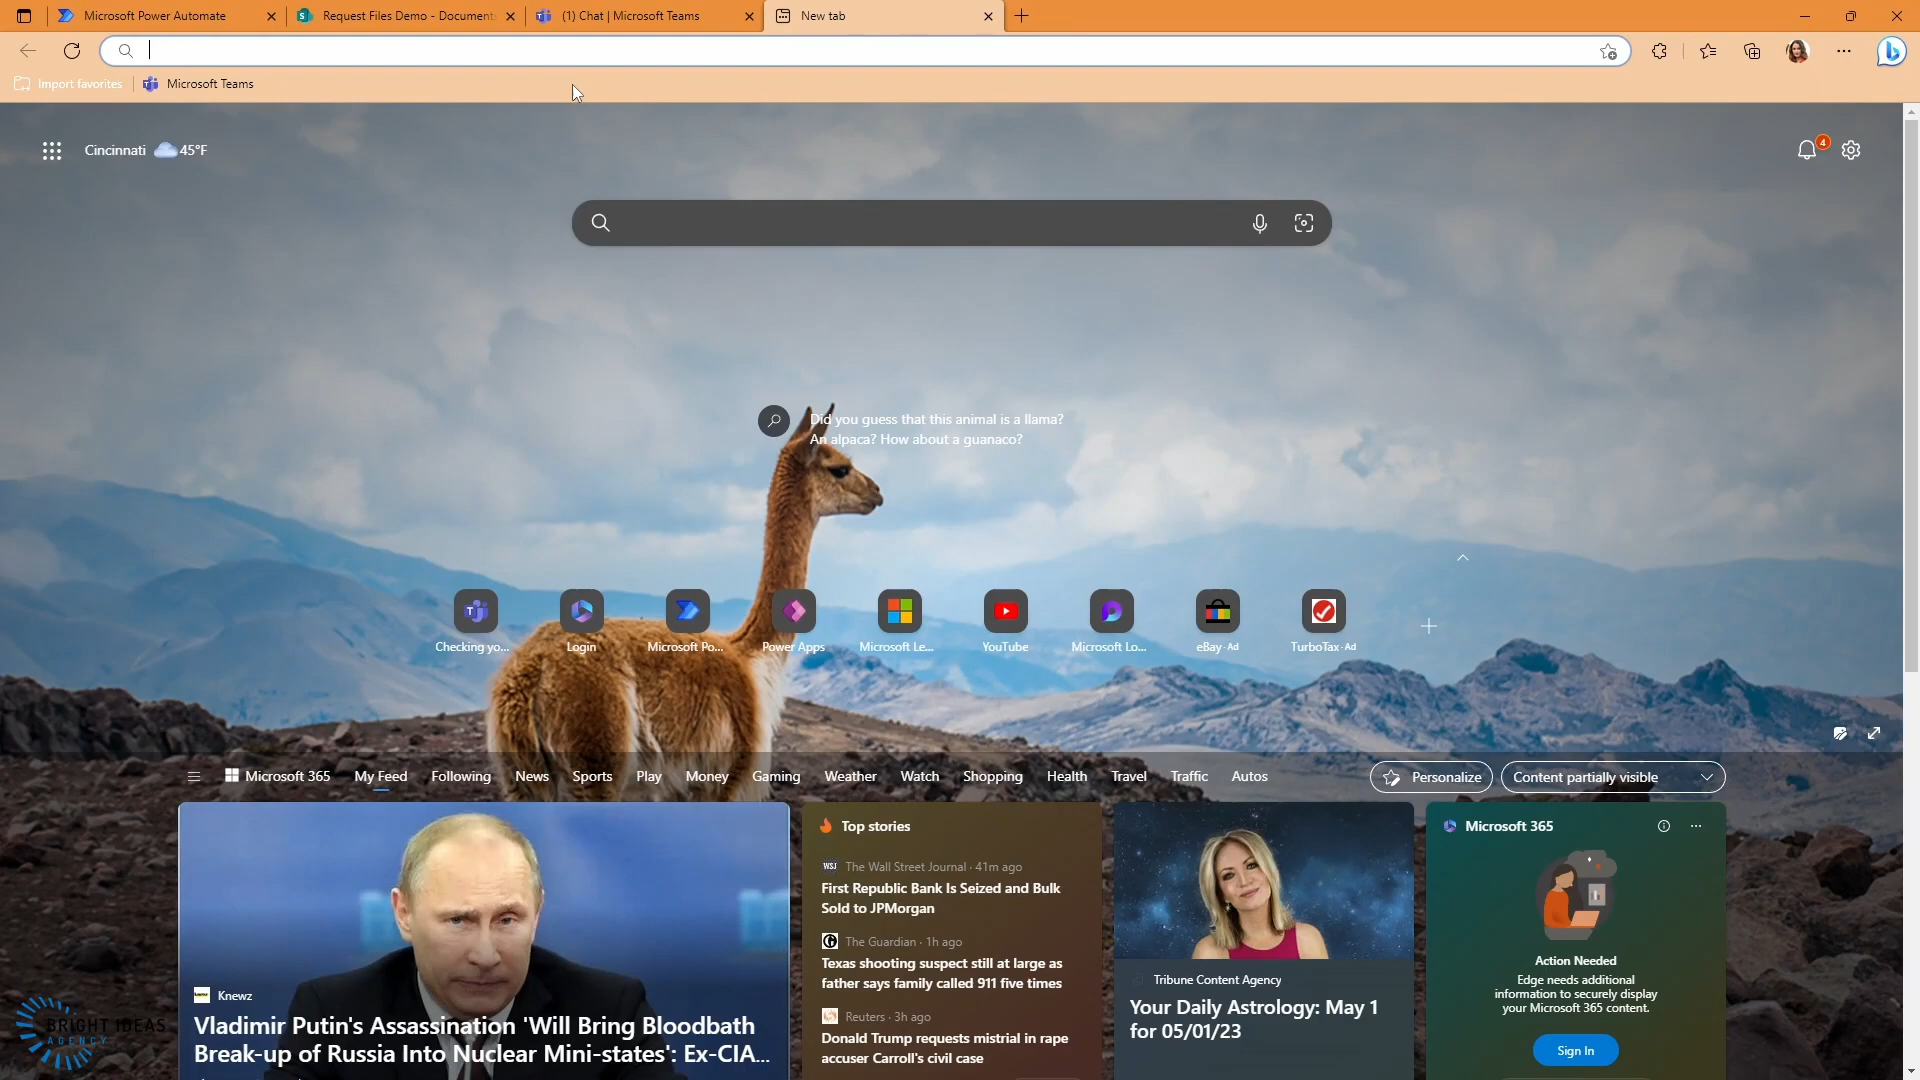 Microsoft Power Automate
Request Files Demo - Documents
(1) Chat | Microsoft Teams
New tab
Import favorites
Microsoft Teams
Cincinnati 45°F
4
Did you guess that this animal is a llama?
An alpaca? How about a guanaco?
Checking yo...
Login
Microsoft Po...
Power Apps
Microsoft Le...
YouTube
Microsoft Lo...
eBay · Ad
TurboTax · Ad
Microsoft 365
My Feed
Following
News
Sports
Play
Money
Gaming
Weather
Watch
Shopping
Health
Travel
Traffic
Autos
Personalize
Content partially visible
Knewz
Vladimir Putin's Assassination 'Will Bring Bloodbath
Break-up of Russia Into Nuclear Mini-states': Ex-CIA...
Top stories
WSJ The Wall Street Journal · 41m ago
First Republic Bank Is Seized and Bulk
Sold to JPMorgan
The Guardian · 1h ago
Texas shooting suspect still at large as
father says family called 911 five times
Reuters · 3h ago
Donald Trump requests mistrial in rape
accuser Carroll's civil case
Tribune Content Agency
Your Daily Astrology: May 1
for 05/01/23
Microsoft 365
Action Needed
Edge needs additional
information to securely display
your Microsoft 365 content.
Sign In
BRIGHT IDEAS
AGENCY